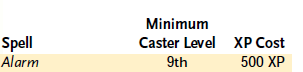 Minimum
Spell Caster Level XP Cost
Alarm 9th 500 XP